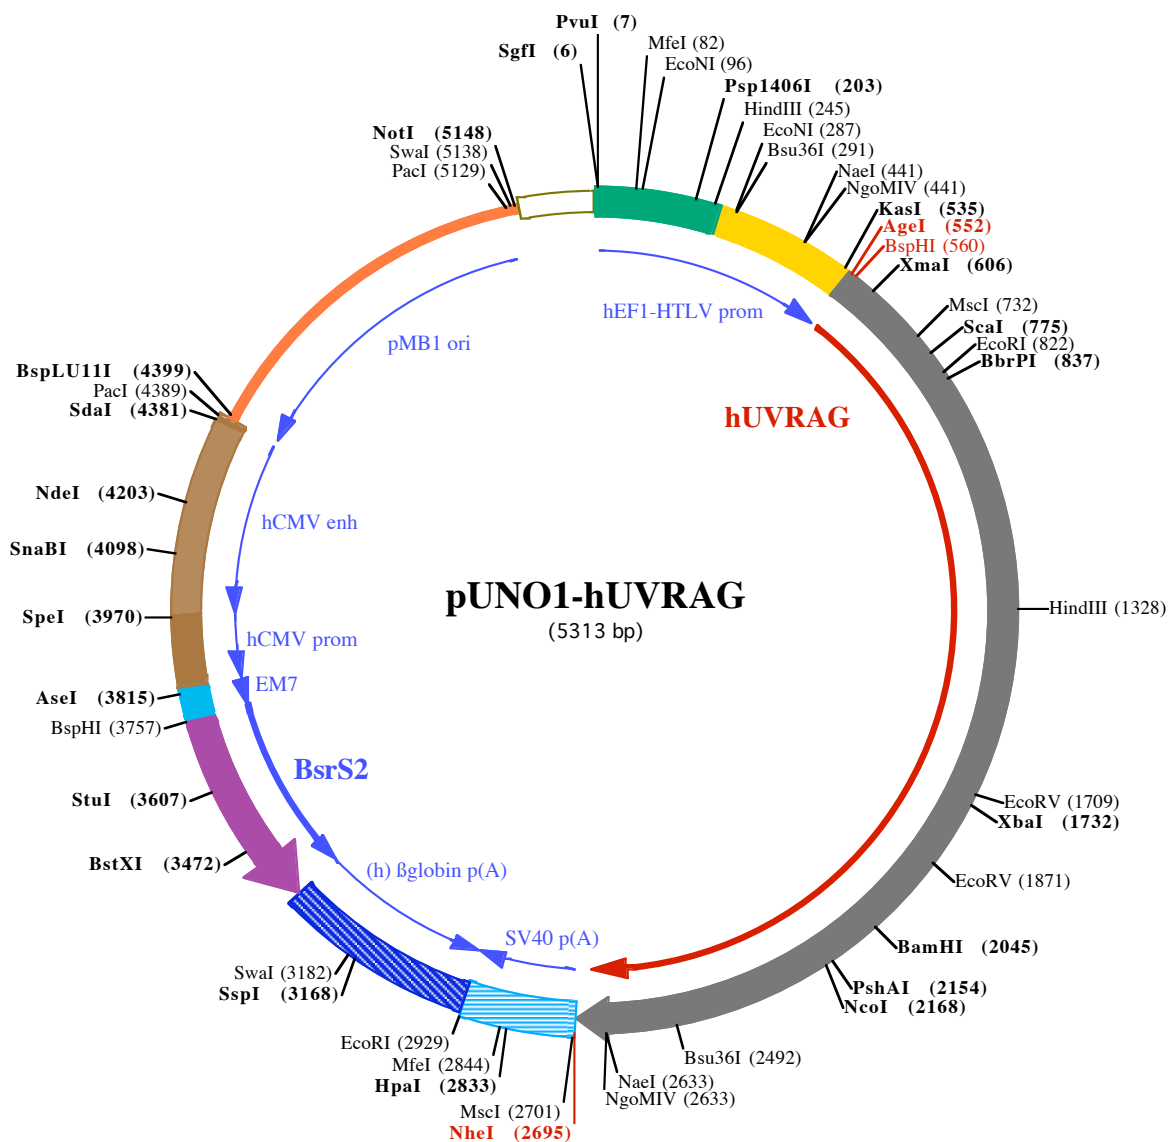 PvuI (7)
SgfI (6)
MfeI (82)
EcoNI (96)
Psp1406I (203)
HindIII (245)
EcoNI (287)
Bsu36I (291)
NaeI (441)
NgoMIV (441)
KasI (535)
AgeI (552)
BspHI (560)
XmaI (606)
MscI (732)
ScaI (775)
EcoRI (822)
BbrPI (837)
HindIII (1328)
EcoRV (1709)
XbaI (1732)
EcoRV (1871)
BamHI (2045)
PshAI (2154)
NcoI (2168)
Bsu36I (2492)
NaeI (2633)
NgoMIV (2633)
NheI (2695)
MscI (2701)
HpaI (2833)
MfeI (2844)
EcoRI (2929)
SspI (3168)
SwaI (3182)
BstXI (3472)
StuI (3607)
BspHI (3757)
AseI (3815)
SpeI (3970)
SnaBI (4098)
NdeI (4203)
SdaI (4381)
PacI (4389)
BspLU11I (4399)
PacI (5129)
SwaI (5138)
NotI (5148)
hEF1-HTLV prom
hUVRAG
pMB1 ori
hCMV enh
hCMV prom
EM7
BsrS2
(h) ßglobin p(A)
SV40 p(A)
pUNO1-hUVRAG
(5313 bp)